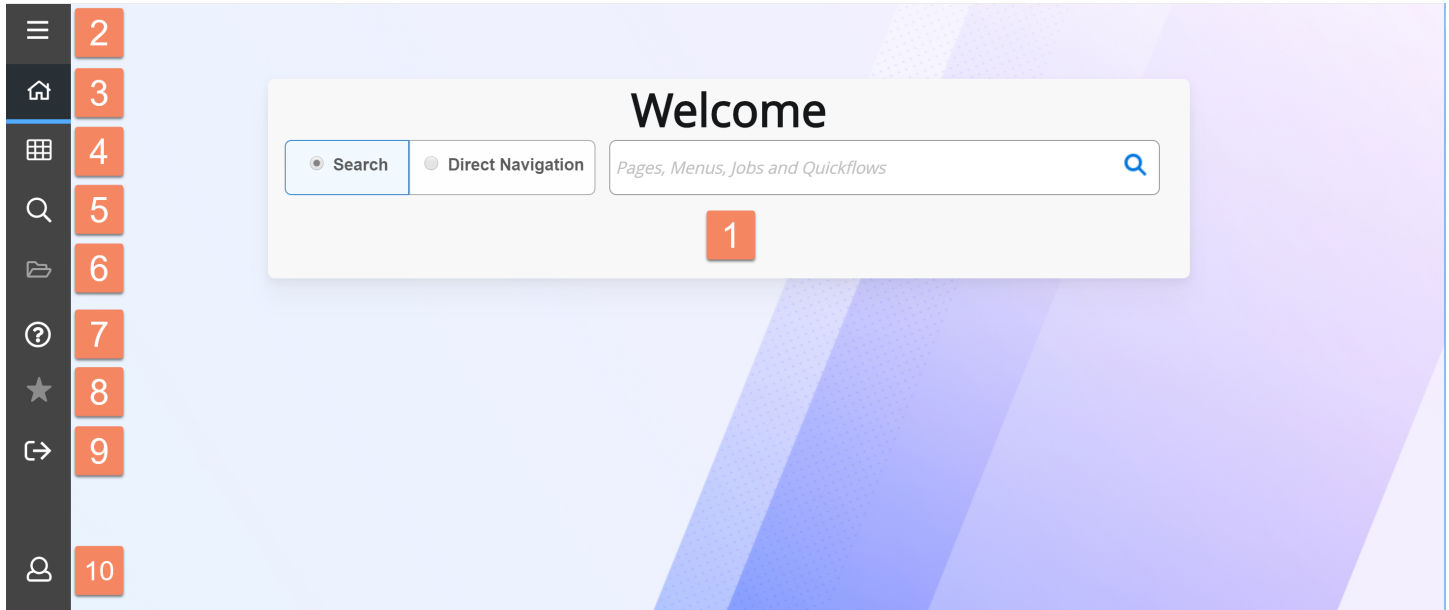 2
3
4
5
6
7
8
9
10
Welcome
Search
Direct Navigation
Pages, Menus, Jobs and Quickflows
1